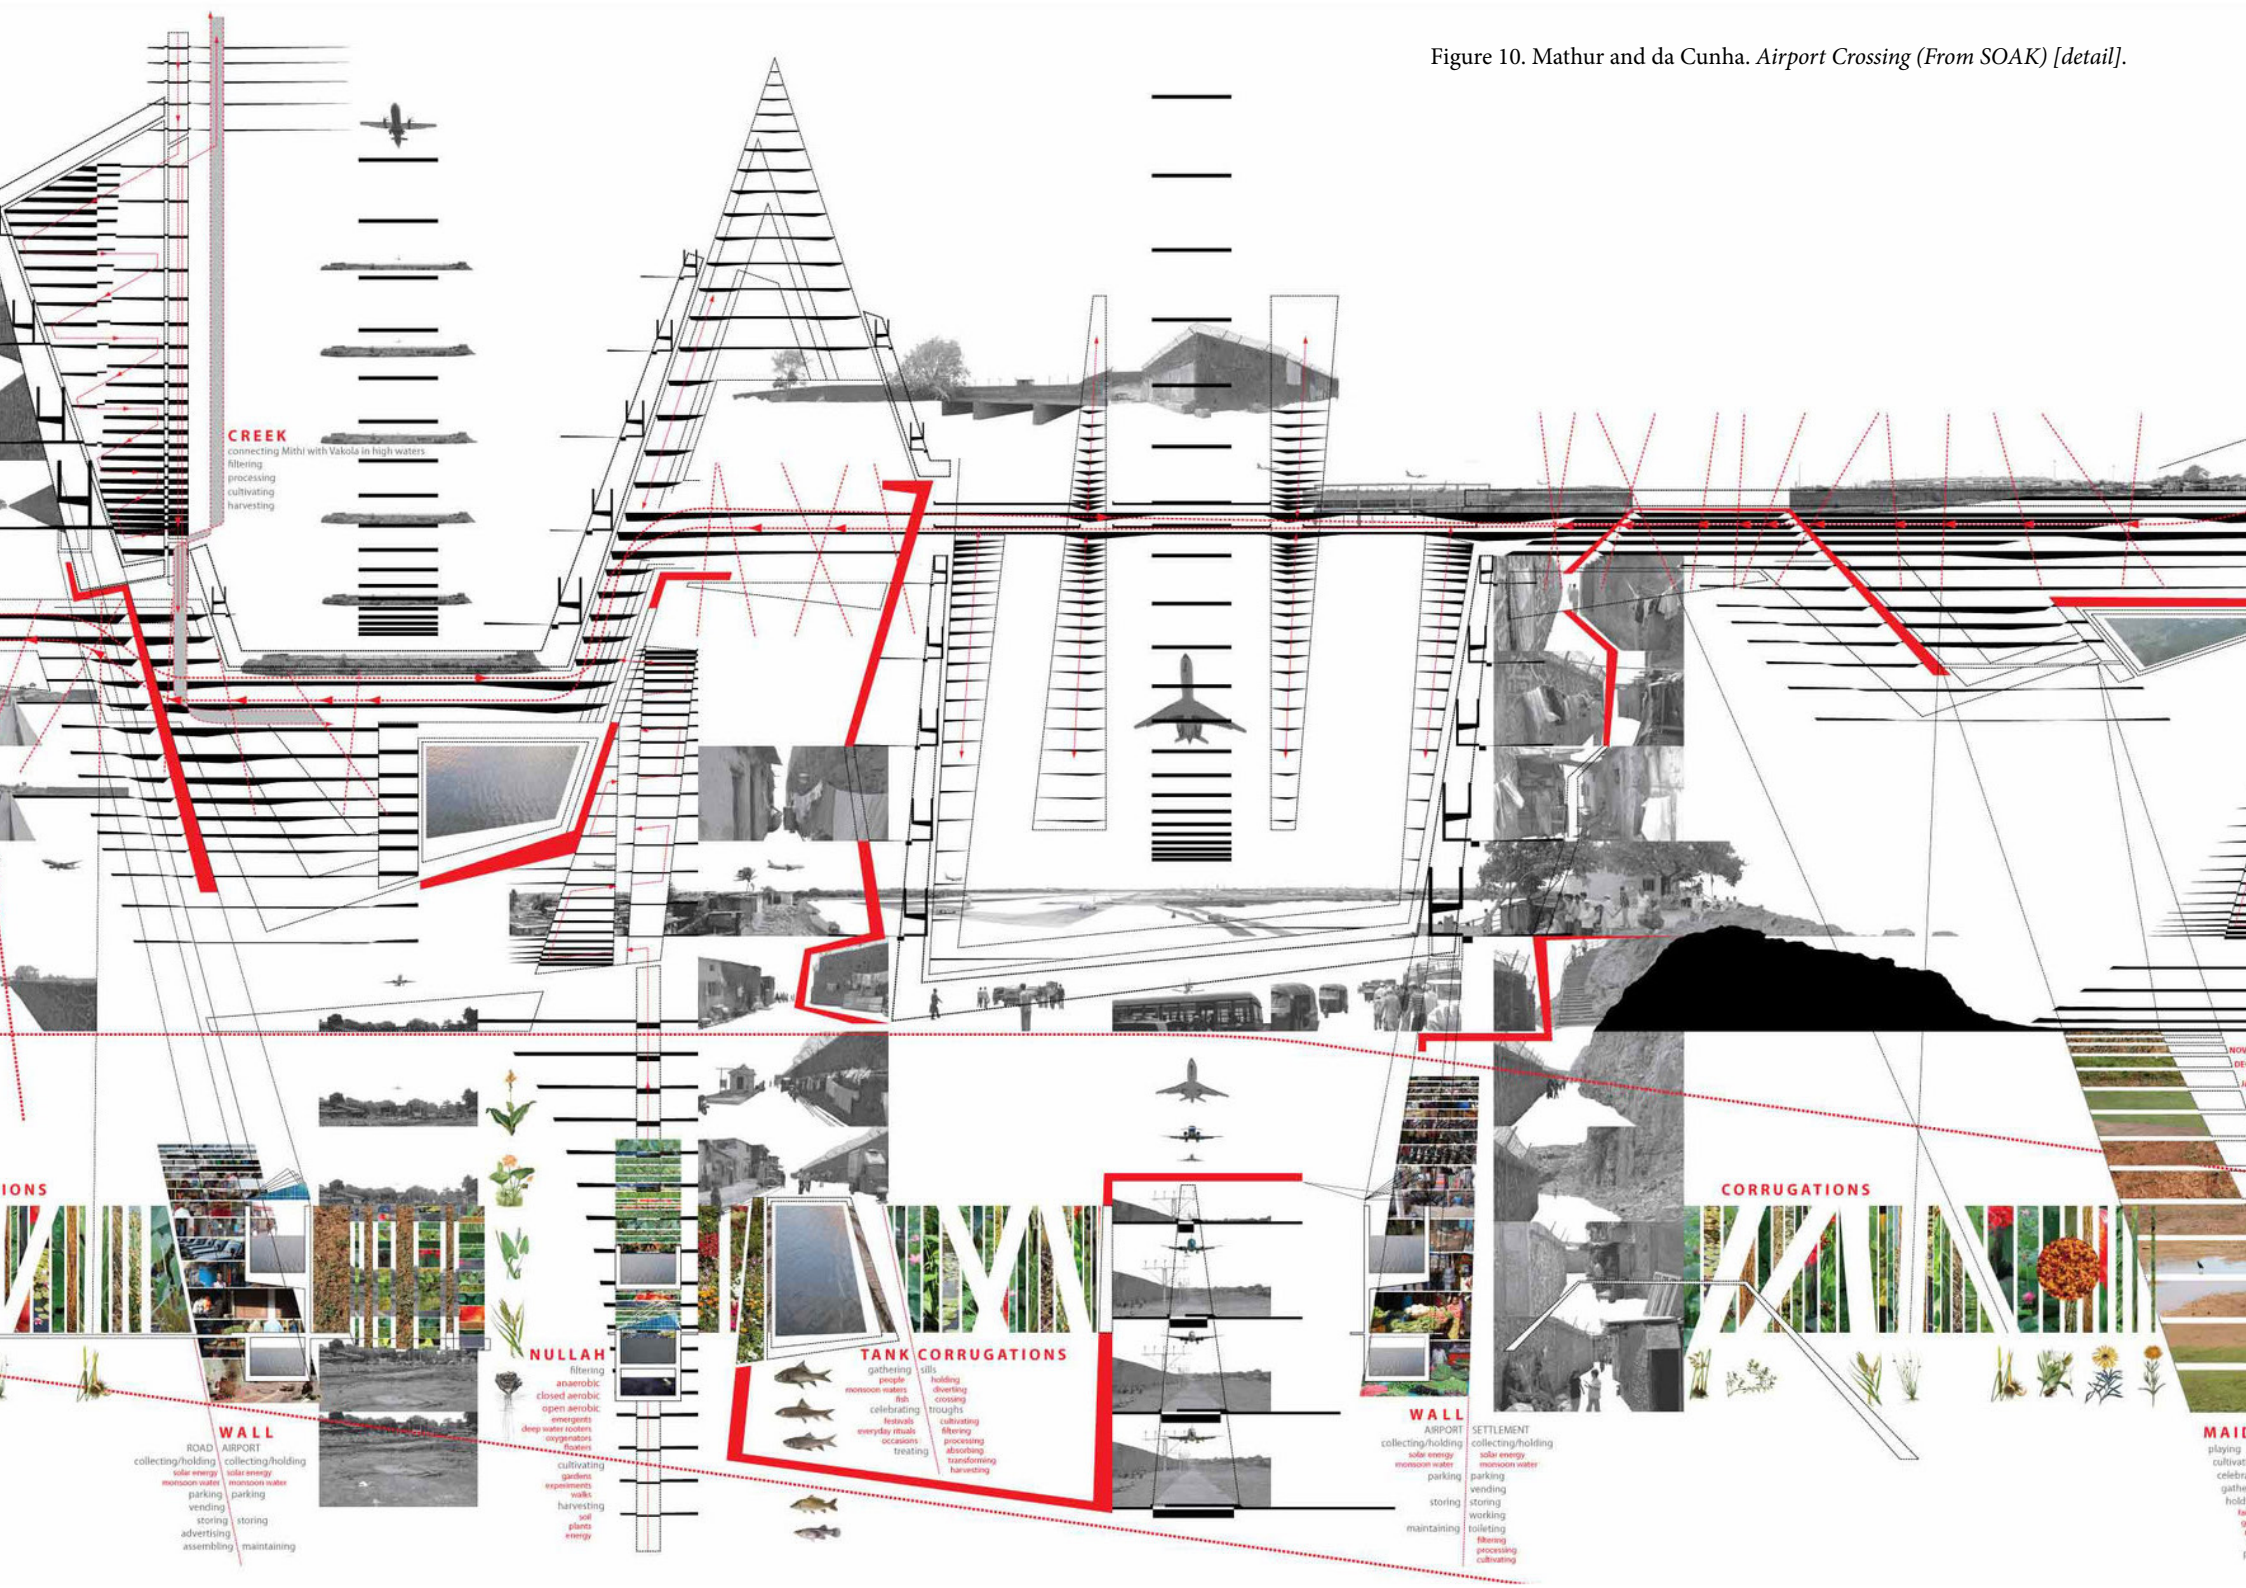 Figure 10. Mathur and da Cunha. Airport Crossing (From SOAK) [detail].
CREEK
connecting Mithi with Vakola in high waters
filtering
processing
cultivating
harvesting
IONS
WALL
ROAD AIRPORT
collecting/holding collecting/holding
solar energy solar energy
monsoon water monsoon water
parking parking
vending
storing storing
advertising
assembling maintaining
NULLAH
filtering
anaerobic
closed aerobic
open aerobic
emergents
deep water rooters
oxygenators
floaters
cultivating
gardens
experiments
walks
harvesting
soil
plants
energy
TANK CORRUGATIONS
gathering sills
people holding
monsoon waters diverting
fish crossing
celebrating troughs
festivals cultivating
everyday rituals filtering
occasions processing
treating absorbing
transforming
harvesting
WALL
AIRPORT SETTLEMENT
collecting/holding collecting/holding
solar energy solar energy
monsoon water monsoon water
parking parking
vending
storing storing
working
maintaining toileting
filtering
processing
cultivating
CORRUGATIONS
NOV
DE
MAID
playing
cultivat
celebr
gathe
hold